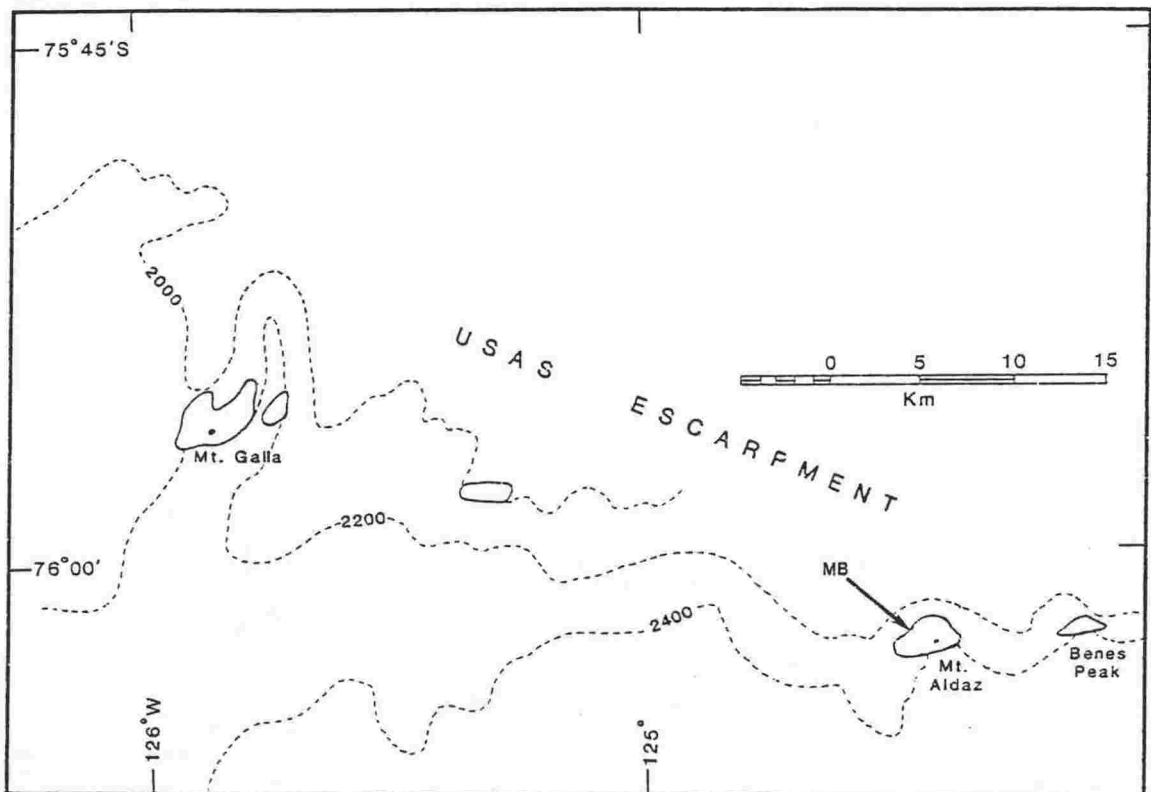 75°45'S
2000
USAS
ESCARPMENT
0 5 10 15
Km
Mt. Galla
2200
76°00'
MB
2400
Mt.
Aldaz
Benes
Peak
126°W
125°